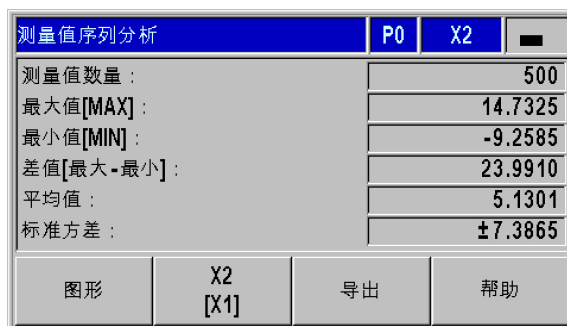 测量值序列分析 P0 X2
测量值数量： 500
最大值[MAX]： 14.7325
最小值[MIN]： -9.2585
差值[最大-最小]： 23.9910
平均值： 5.1301
标准方差： ±7.3865
图形 X2 [X1] 导出 帮助